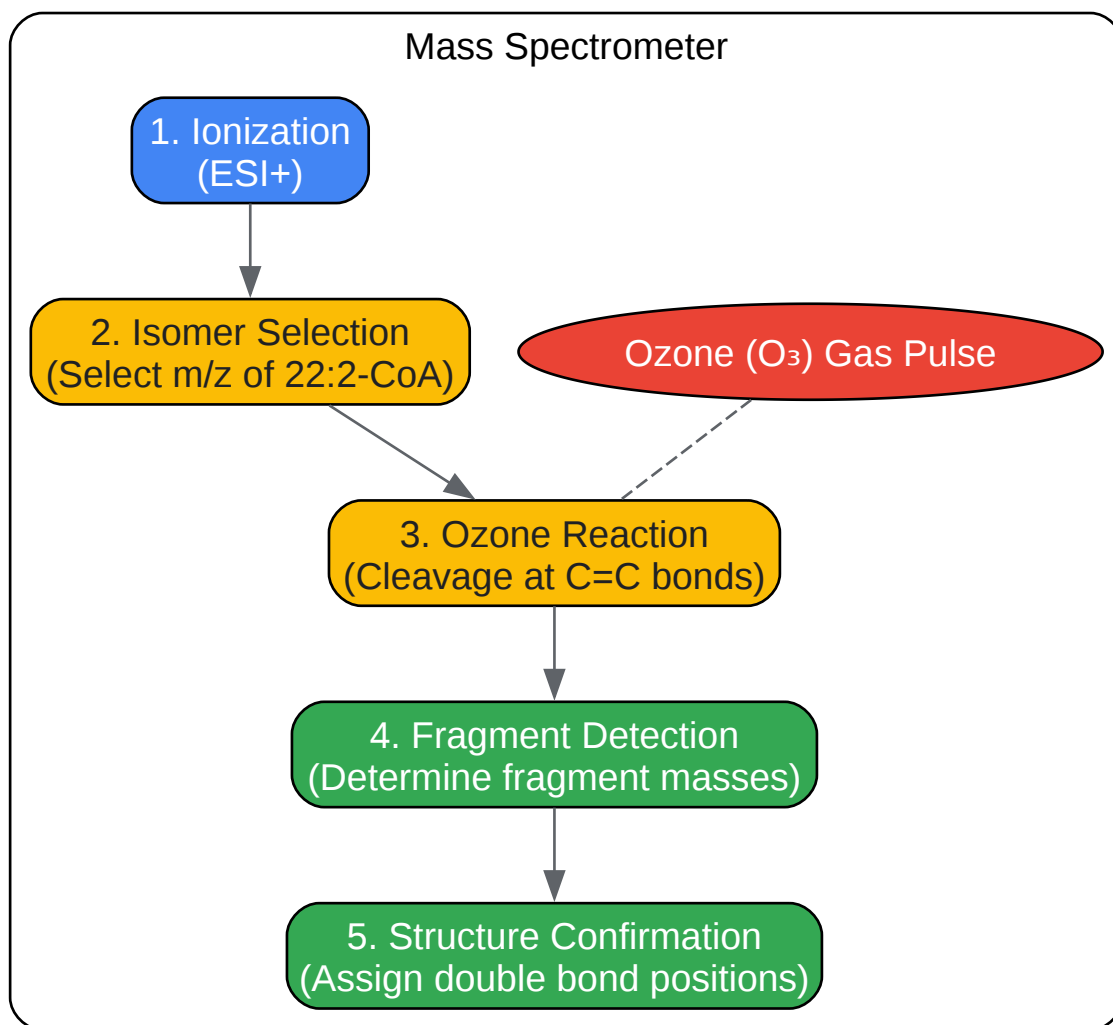 Mass Spectrometer
1. Ionization
(ESI+)
2. Isomer Selection
(Select m/z of 22:2-CoA)
Ozone (O₃) Gas Pulse
3. Ozone Reaction
(Cleavage at C=C bonds)
4. Fragment Detection
(Determine fragment masses)
5. Structure Confirmation
(Assign double bond positions)